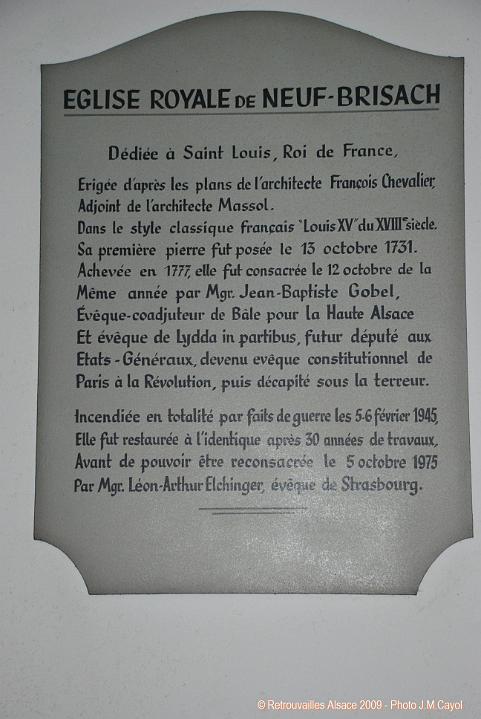 EGLISE ROYALE DE NEUF-BRISACH
Dédiée à Saint Louis, Roi de France,
Erigée d'après les plans de l'architecte François Chevalier,
Adjoint de l'architecte Massol.
Dans le style classique français "Louis XV" du XVIIIe siècle.
Sa première pierre fut posée le 13 octobre 1731.
Achevée en 1777, elle fut consacrée le 12 octobre de la
Même année par Mgr. Jean-Baptiste Gobel,
Évêque-coadjuteur de Bâle pour la Haute Alsace
Et évêque de Lydda in partibus, futur député aux
Etats-Généraux, devenu evêque constitutionnel de
Paris à la Révolution, puis décapité sous la terreur.
Incendiée en totalité par faits de guerre les 5-6 février 1945,
Elle fut restaurée à l'identique après 30 années de travaux,
Avant de pouvoir être reconsacrée le 5 octobre 1975
Par Mgr. Léon-Arthur Elchinger, évêque de Strasbourg.
© Retrouvailles Alsace 2009 - Photo J.M.Cayol